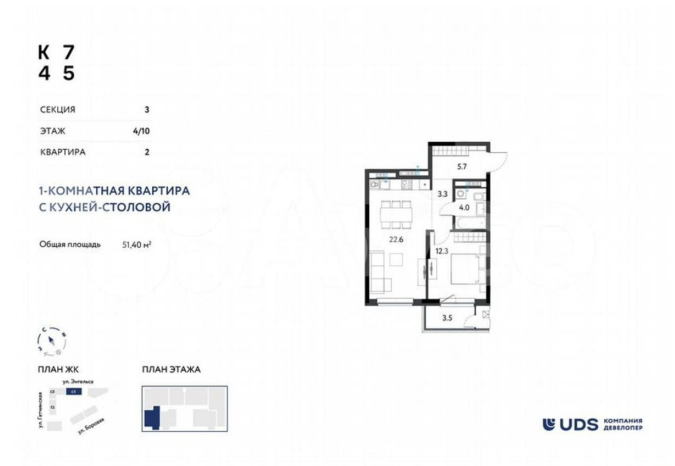 К 7
4 5
СЕКЦИЯ 3
ЭТАЖ 4/10
КВАРТИРА 2
1-КОМНАТНАЯ КВАРТИРА
С КУХНЕЙ-СТОЛОВОЙ
Общая площадь 51,40 м²
5.7
3.3
4.0
22.6
12.3
3.5
ПЛАН ЖК
ул. Энгельса
ул. Гатчинская
ул. Боровая
ПЛАН ЭТАЖА
UDS КОМПАНИЯ
ДЕВЕЛОПЕР